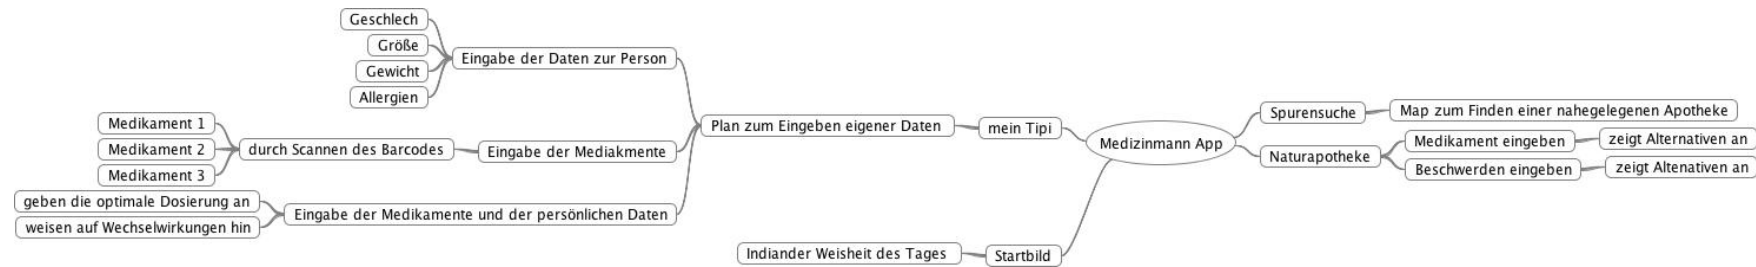 Geschlech
Größe
Gewicht
Allergien
Eingabe der Daten zur Person
Medikament 1
Medikament 2
Medikament 3
durch Scannen des Barcodes
Eingabe der Mediakmente
geben die optimale Dosierung an
weisen auf Wechselwirkungen hin
Eingabe der Medikamente und der persönlichen Daten
Plan zum Eingeben eigener Daten
mein Tipi
Indiander Weisheit des Tages
Startbild
Medizinmann App
Spurensuche
Map zum Finden einer nahegelegenen Apotheke
Naturapotheke
Medikament eingeben
zeigt Alternativen an
Beschwerden eingeben
zeigt Altenativen an